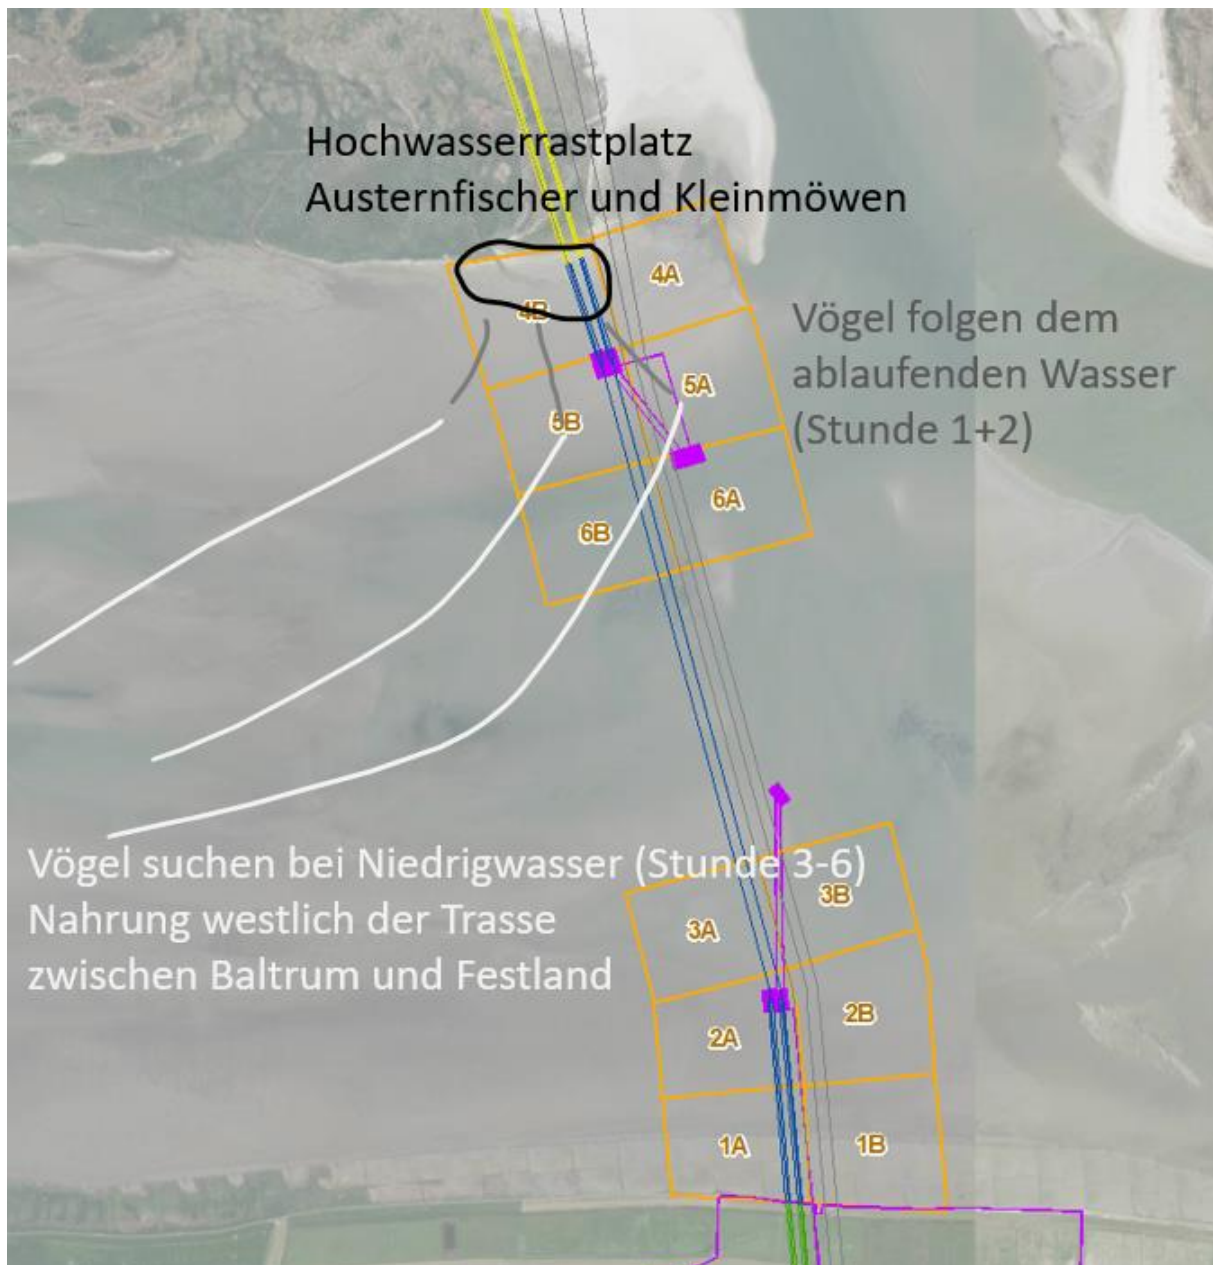 Hochwasserrastplatz
Austernfischer und Kleinmöwen
4A
4B
Vögel folgen dem
ablaufenden Wasser
(Stunde 1+2)
5A
5B
6A
6B
Vögel suchen bei Niedrigwasser (Stunde 3-6)
Nahrung westlich der Trasse
zwischen Baltrum und Festland
3B
3A
2B
2A
1B
1A